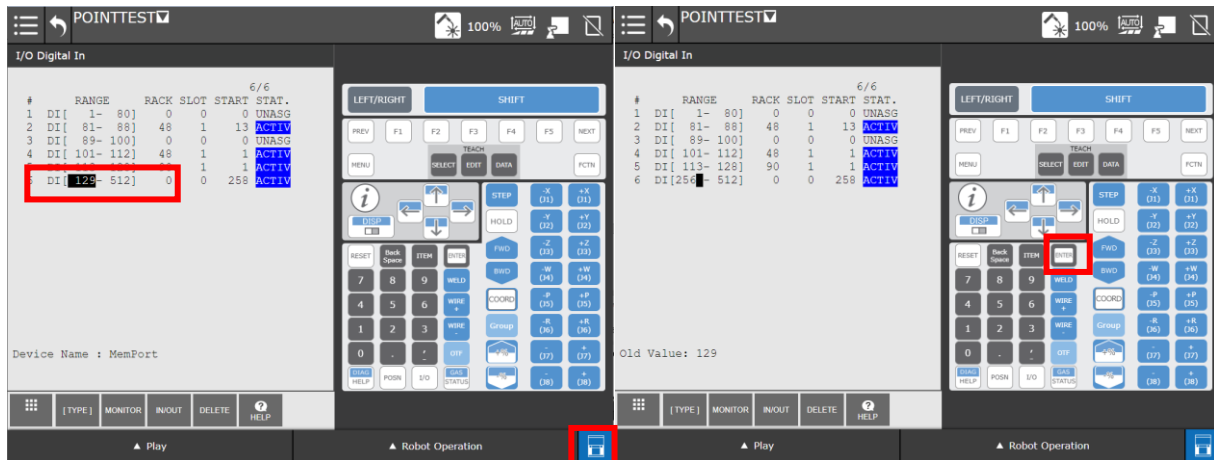 POINTTEST
100% AUTO
I/O Digital In
6/6
# RANGE RACK SLOT START STAT.
1 DI[ 1- 80] 0 0 0 UNASG
2 DI[ 81- 88] 48 1 13 ACTIV
3 DI[ 89- 100] 0 0 0 UNASG
4 DI[ 101- 112] 48 1 1 ACTIV
1 1 ACTIV
DI[ 129- 512] 0 0 258 ACTIV
Device Name : MemPort
[TYPE] MONITOR IN/OUT DELETE ? HELP
▲ Play
LEFT/RIGHT SHIFT
PREV F1 F2 F3 F4 F5 NEXT
TEACH
MENU SELECT EDIT DATA FCTN
i STEP -X (J1) +X (J1)
DISP HOLD -Y (J2) +Y (J2)
FWD -Z (J3) +Z (J3)
RESET Back Space ITEM ENTER
BWD -W (J4) +W (J4)
7 8 9 WELD
4 5 6 WIRE + COORD -P (J5) +P (J5)
1 2 3 WIRE - Group -R (J6) +R (J6)
0 . , - OTF +% - (J7) + (J7)
DIAG HELP POSN I/O GAS STATUS -% - (J8) + (J8)
▲ Robot Operation
POINTTEST
100% AUTO
I/O Digital In
6/6
# RANGE RACK SLOT START STAT.
1 DI[ 1- 80] 0 0 0 UNASG
2 DI[ 81- 88] 48 1 13 ACTIV
3 DI[ 89- 100] 0 0 0 UNASG
4 DI[ 101- 112] 48 1 1 ACTIV
5 DI[ 113- 128] 90 1 1 ACTIV
6 DI[256 - 512] 0 0 258 ACTIV
Old Value: 129
[TYPE] MONITOR IN/OUT DELETE ? HELP
▲ Play
LEFT/RIGHT SHIFT
PREV F1 F2 F3 F4 F5 NEXT
TEACH
MENU SELECT EDIT DATA FCTN
i STEP -X (J1) +X (J1)
DISP HOLD -Y (J2) +Y (J2)
FWD -Z (J3) +Z (J3)
RESET Back Space ITEM ENTER
BWD -W (J4) +W (J4)
7 8 9 WELD
4 5 6 WIRE + COORD -P (J5) +P (J5)
1 2 3 WIRE - Group -R (J6) +R (J6)
0 . , - OTF +% - (J7) + (J7)
DIAG HELP POSN I/O GAS STATUS -% - (J8) + (J8)
▲ Robot Operation